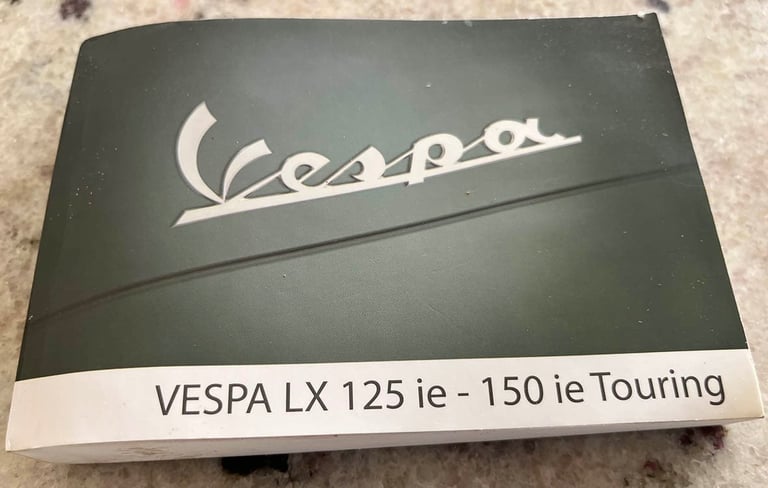 Vespa
VESPA LX 125 ie - 150 ie Touring